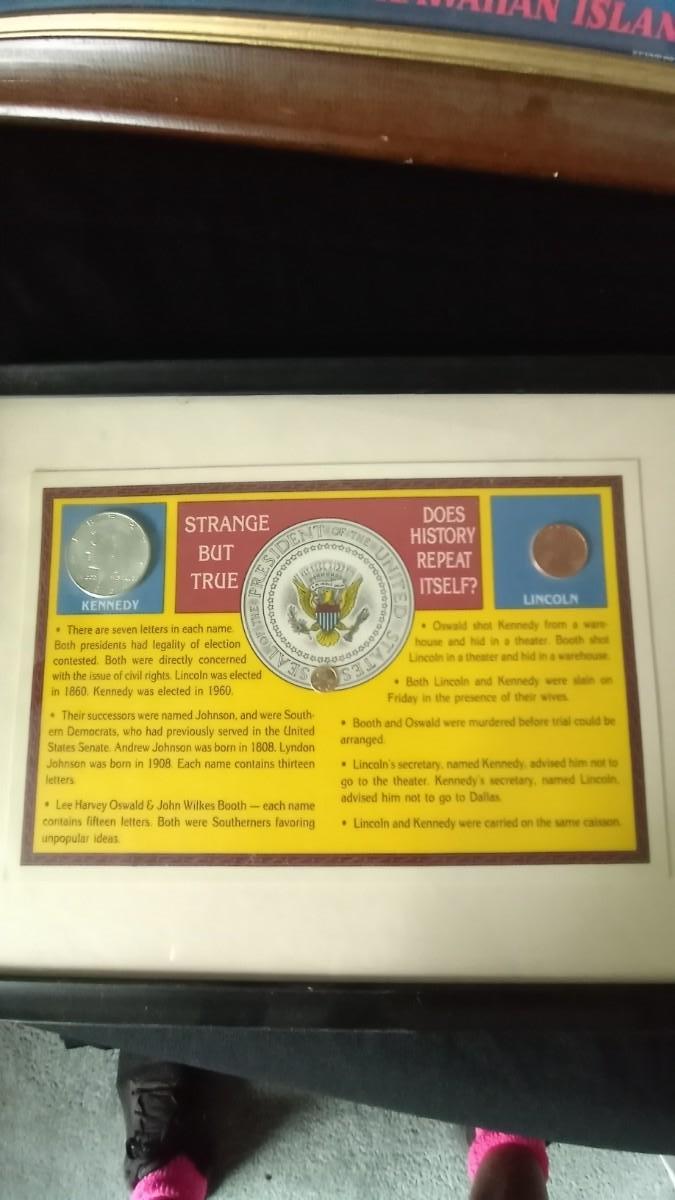 HAWAIIAN ISLAN
STRANGE
BUT
TRUE
SEAL OF THE PRESIDENT OF THE UNITED STATES
DOES
HISTORY
REPEAT
ITSELF?
KENNEDY
LINCOLN
• There are seven letters in each name.
Both presidents had legality of election
contested. Both were directly concerned
with the issue of civil rights. Lincoln was elected
in 1860. Kennedy was elected in 1960.
• Their successors were named Johnson, and were South-
ern Democrats, who had previously served in the United
States Senate. Andrew Johnson was born in 1808. Lyndon
Johnson was born in 1908. Each name contains thirteen
letters.
• Lee Harvey Oswald & John Wilkes Booth — each name
contains fifteen letters. Both were Southerners favoring
unpopular ideas.
• Oswald shot Kennedy from a ware-
house and hid in a theater. Booth shot
Lincoln in a theater and hid in a warehouse.
• Both Lincoln and Kennedy were slain on
Friday in the presence of their wives.
• Booth and Oswald were murdered before trial could be
arranged.
• Lincoln's secretary, named Kennedy, advised him not to
go to the theater. Kennedy's secretary, named Lincoln,
advised him not to go to Dallas.
• Lincoln and Kennedy were carried on the same caisson.